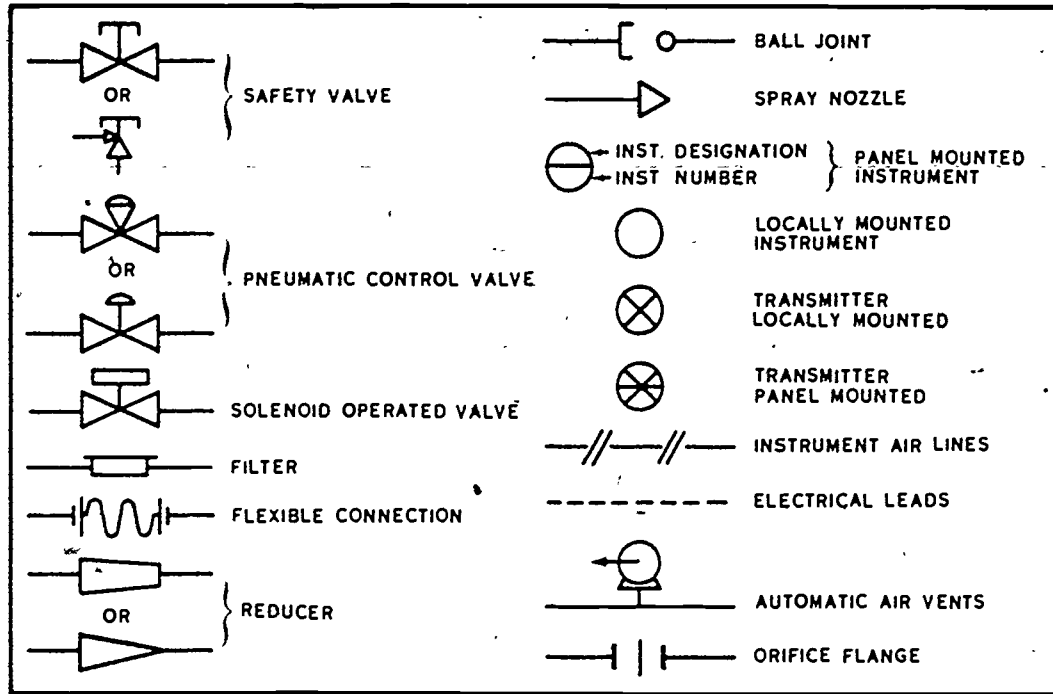 OR
SAFETY VALVE
OR
PNEUMATIC CONTROL VALVE
SOLENOID OPERATED VALVE
FILTER
FLEXIBLE CONNECTION
OR
REDUCER
BALL JOINT
SPRAY NOZZLE
INST. DESIGNATION
INST NUMBER
PANEL MOUNTED
INSTRUMENT
LOCALLY MOUNTED
INSTRUMENT
TRANSMITTER
LOCALLY MOUNTED
TRANSMITTER
PANEL MOUNTED
INSTRUMENT AIR LINES
ELECTRICAL LEADS
AUTOMATIC AIR VENTS
ORIFICE FLANGE